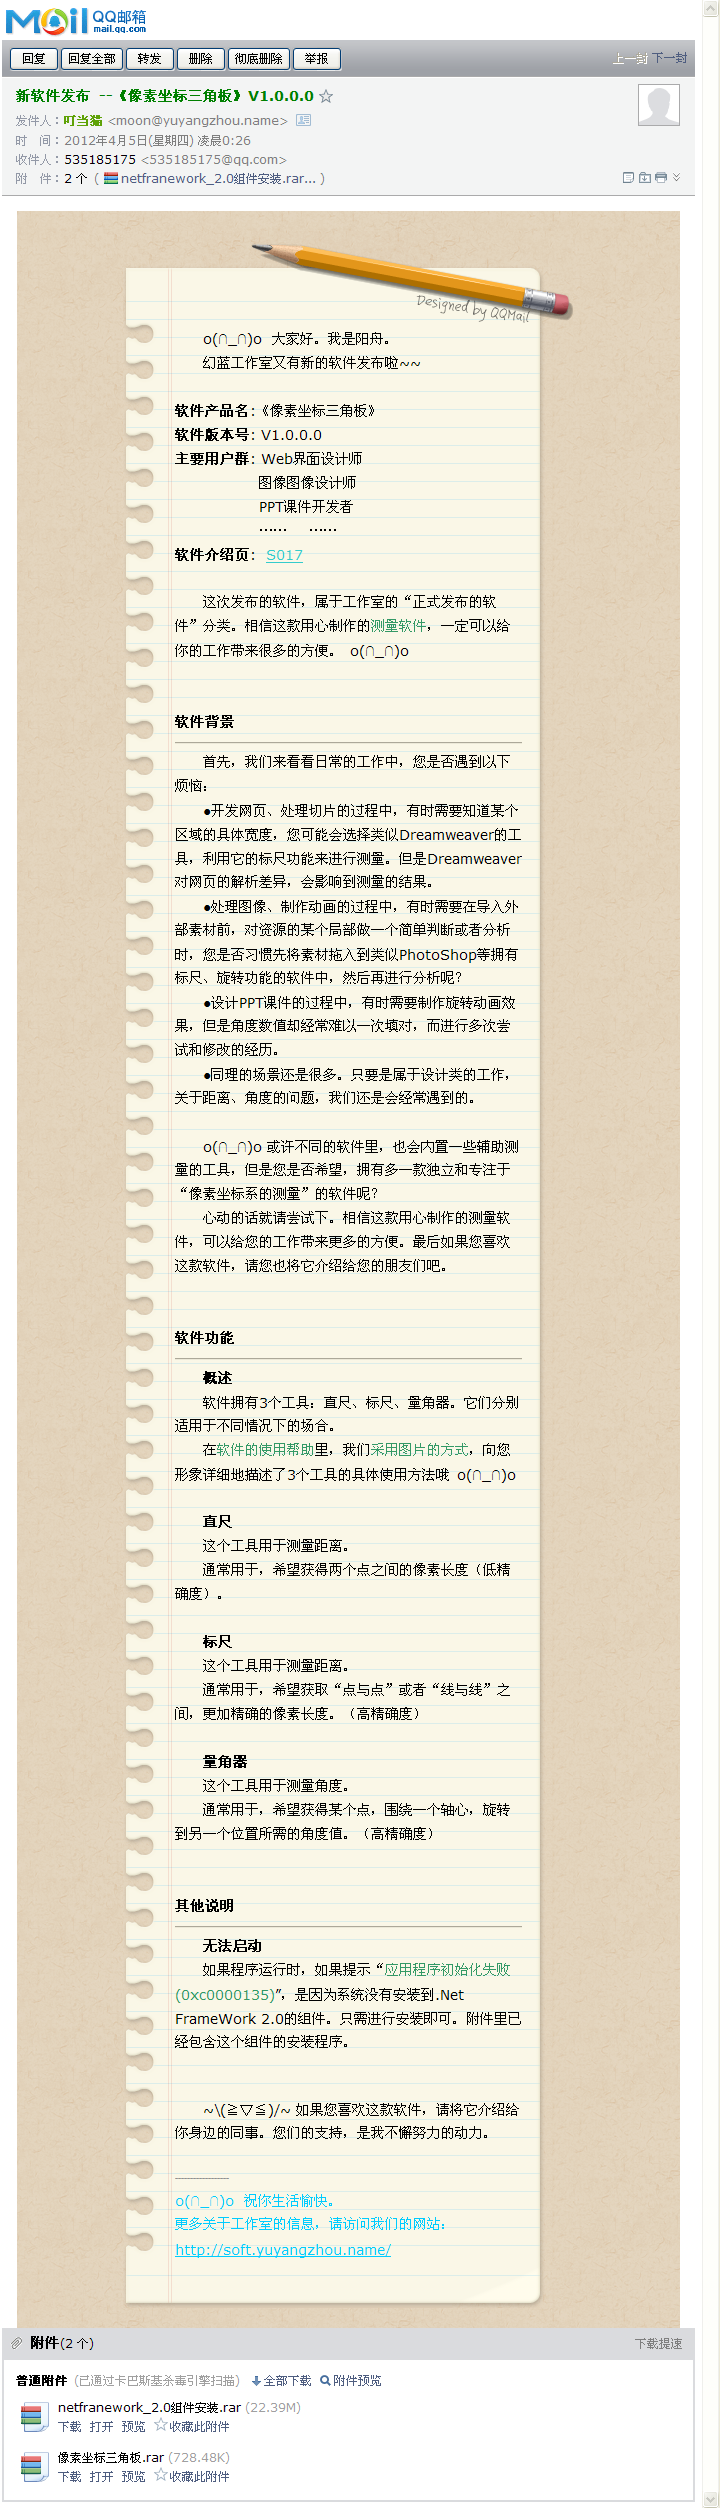 Mail QQ邮箱
mail.qq.com
回复 回复全部 转发 删除 彻底删除 举报 上一封 下一封
新软件发布 --《像素坐标三角板》V1.0.0.0 ☆
发件人：叮当猫 <moon@yuyangzhou.name>
时 间：2012年4月5日(星期四) 凌晨0:26
收件人：535185175 <535185175@qq.com>
附 件：2 个 ( netfranework_2.0组件安装.rar... )
Designed by QQMail
o(∩_∩)o 大家好。我是阳舟。
幻蓝工作室又有新的软件发布啦~~
软件产品名：《像素坐标三角板》
软件版本号：V1.0.0.0
主要用户群：Web界面设计师
图像图像设计师
PPT课件开发者
…… ……
软件介绍页： S017
这次发布的软件，属于工作室的“正式发布的软
件”分类。相信这款用心制作的测量软件，一定可以给
你的工作带来很多的方便。 o(∩_∩)o
软件背景
首先，我们来看看日常的工作中，您是否遇到以下
烦恼：
●开发网页、处理切片的过程中，有时需要知道某个
区域的具体宽度，您可能会选择类似Dreamweaver的工
具，利用它的标尺功能来进行测量。但是Dreamweaver
对网页的解析差异，会影响到测量的结果。
●处理图像、制作动画的过程中，有时需要在导入外
部素材前，对资源的某个局部做一个简单判断或者分析
时，您是否习惯先将素材拖入到类似PhotoShop等拥有
标尺、旋转功能的软件中，然后再进行分析呢？
●设计PPT课件的过程中，有时需要制作旋转动画效
果，但是角度数值却经常难以一次填对，而进行多次尝
试和修改的经历。
●同理的场景还是很多。只要是属于设计类的工作，
关于距离、角度的问题，我们还是会经常遇到的。
o(∩_∩)o 或许不同的软件里，也会内置一些辅助测
量的工具，但是您是否希望，拥有多一款独立和专注于
“像素坐标系的测量”的软件呢？
心动的话就请尝试下。相信这款用心制作的测量软
件，可以给您的工作带来更多的方便。最后如果您喜欢
这款软件，请您也将它介绍给您的朋友们吧。
软件功能
概述
软件拥有3个工具：直尺、标尺、量角器。它们分别
适用于不同情况下的场合。
在软件的使用帮助里，我们采用图片的方式，向您
形象详细地描述了3个工具的具体使用方法哦 o(∩_∩)o
直尺
这个工具用于测量距离。
通常用于，希望获得两个点之间的像素长度（低精
确度）。
标尺
这个工具用于测量距离。
通常用于，希望获取“点与点”或者“线与线”之
间，更加精确的像素长度。（高精确度）
量角器
这个工具用于测量角度。
通常用于，希望获得某个点，围绕一个轴心，旋转
到另一个位置所需的角度值。（高精确度）
其他说明
无法启动
如果程序运行时，如果提示“应用程序初始化失败
(0xc0000135)”，是因为系统没有安装到.Net
FrameWork 2.0的组件。只需进行安装即可。附件里已
经包含这个组件的安装程序。
~\(≧▽≦)/~ 如果您喜欢这款软件，请将它介绍给
你身边的同事。您们的支持，是我不懈努力的动力。
o(∩_∩)o 祝你生活愉快。
更多关于工作室的信息，请访问我们的网站：
http://soft.yuyangzhou.name/
附件(2 个) 下载提速
普通附件 (已通过卡巴斯基杀毒引擎扫描) 全部下载 附件预览
netfranework_2.0组件安装.rar (22.39M)
下载 打开 预览 ☆收藏此附件
像素坐标三角板.rar (728.48K)
下载 打开 预览 ☆收藏此附件